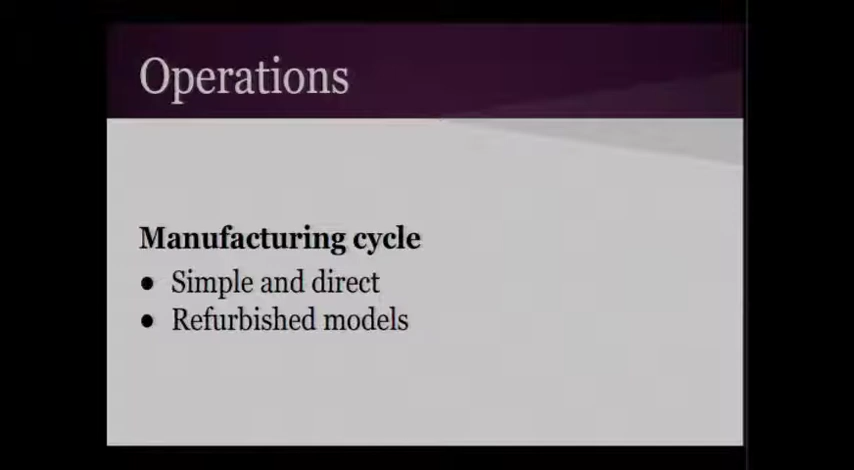 Operations
Manufacturing cycle
● Simple and direct
● Refurbished models